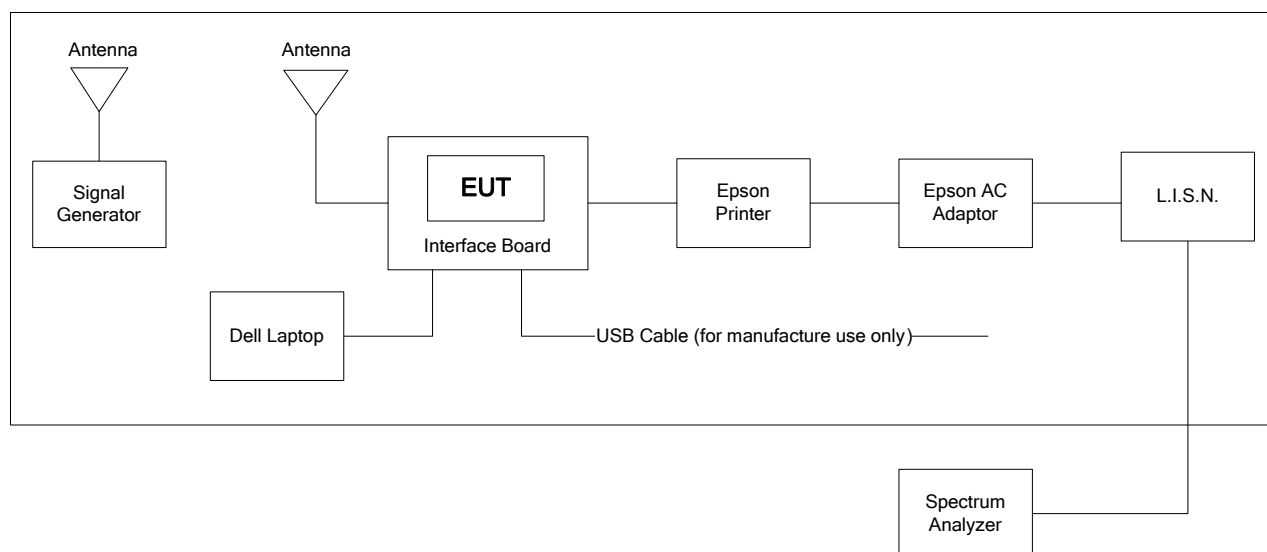 Antenna
Antenna
Signal
Generator
EUT
Interface Board
Epson
Printer
Epson AC
Adaptor
L.I.S.N.
Dell Laptop
USB Cable (for manufacture use only)
Spectrum
Analyzer